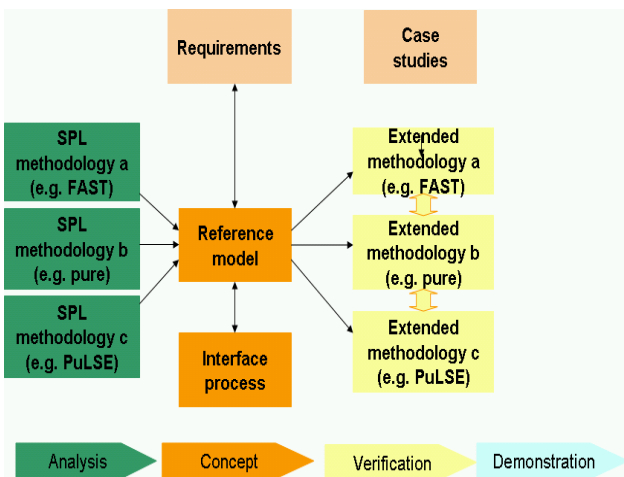 Requirements
Case
studies
SPL
methodology a
(e.g. FAST)
SPL
methodology b
(e.g. pure)
SPL
methodology c
(e.g. PuLSE)
Reference
model
Interface
process
Extended
methodology a
(e.g. FAST)
Extended
methodology b
(e.g. pure)
Extended
methodology c
(e.g. PuLSE)
Analysis
Concept
Verification
Demonstration